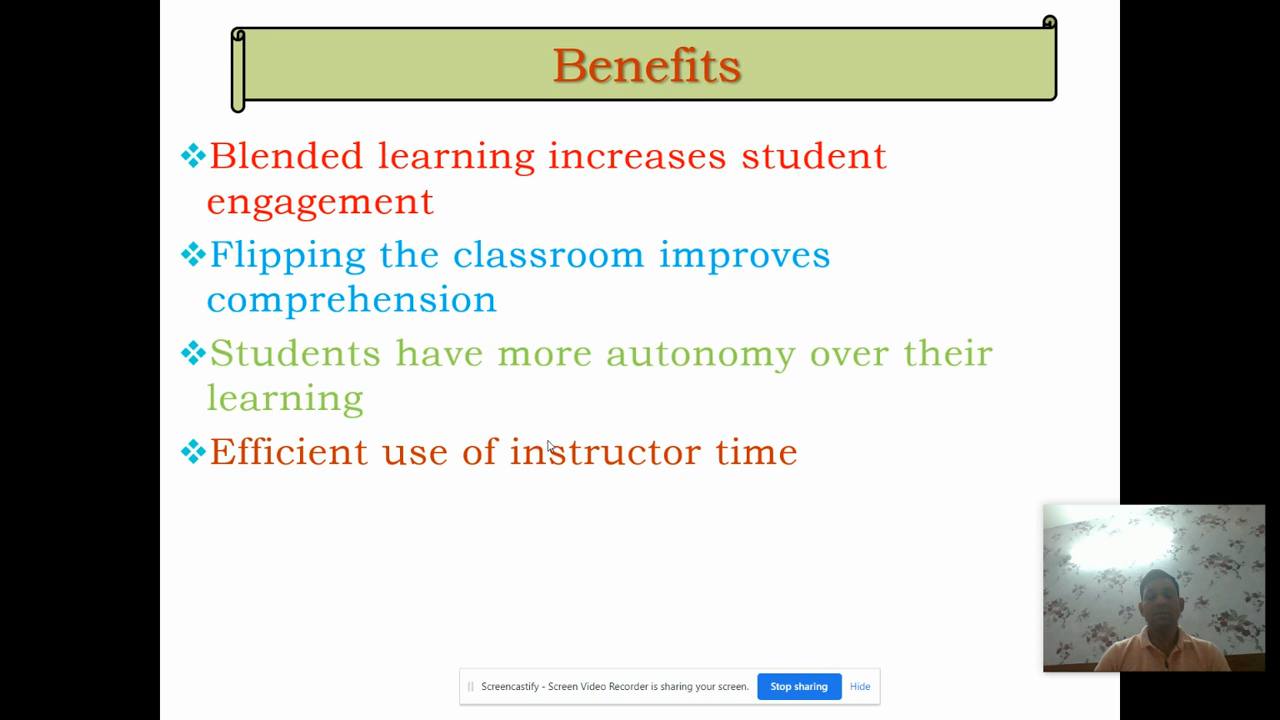 Benefits
Blended learning increases student
engagement
Flipping the classroom improves
comprehension
Students have more autonomy over their
learning
Efficient use of instructor time
Screencastify - Screen Video Recorder is sharing your screen. Stop sharing Hide